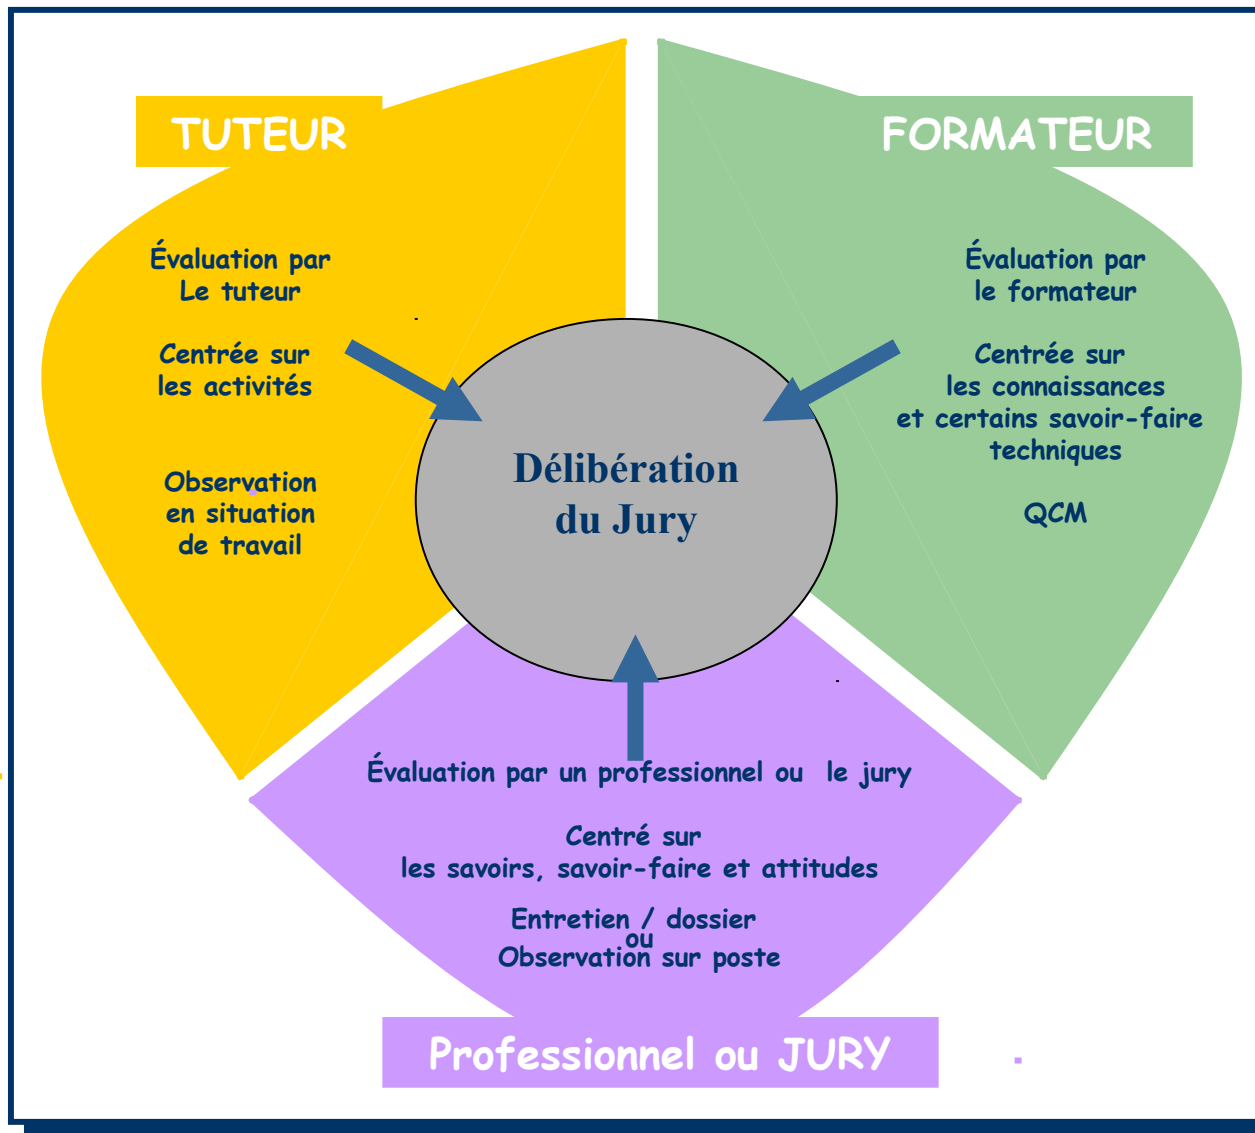 TUTEUR
Évaluation par
Le tuteur
Centrée sur
les activités
Observation
en situation
de travail
FORMATEUR
Évaluation par
le formateur
Centrée sur
les connaissances
et certains savoir-faire
techniques
QCM
Délibération
du Jury
Évaluation par un professionnel ou le jury
Centré sur
les savoirs, savoir-faire et attitudes
Entretien / dossier
ou
Observation sur poste
Professionnel ou JURY